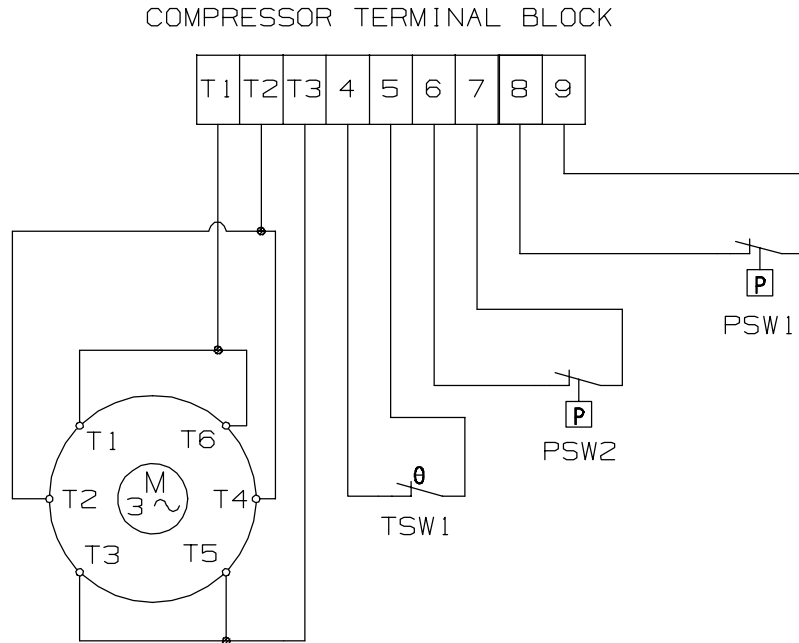 COMPRESSOR TERMINAL BLOCK
T1 T2 T3 4 5 6 7 8 9
P
PSW1
P
PSW2
T1 T6
θ
M
3 ~
T2 T4
TSW1
T3 T5